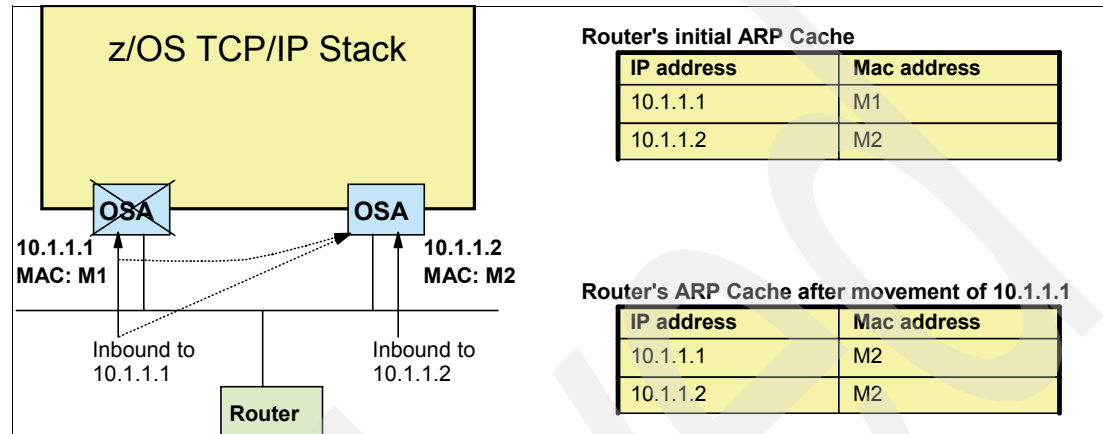 z/OS TCP/IP Stack
OSA
OSA
10.1.1.1
MAC: M1
10.1.1.2
MAC: M2
Inbound to
10.1.1.1
Inbound to
10.1.1.2
Router
Router's initial ARP Cache
IP address Mac address
10.1.1.1 M1
10.1.1.2 M2
Router's ARP Cache after movement of 10.1.1.1
IP address Mac address
10.1.1.1 M2
10.1.1.2 M2